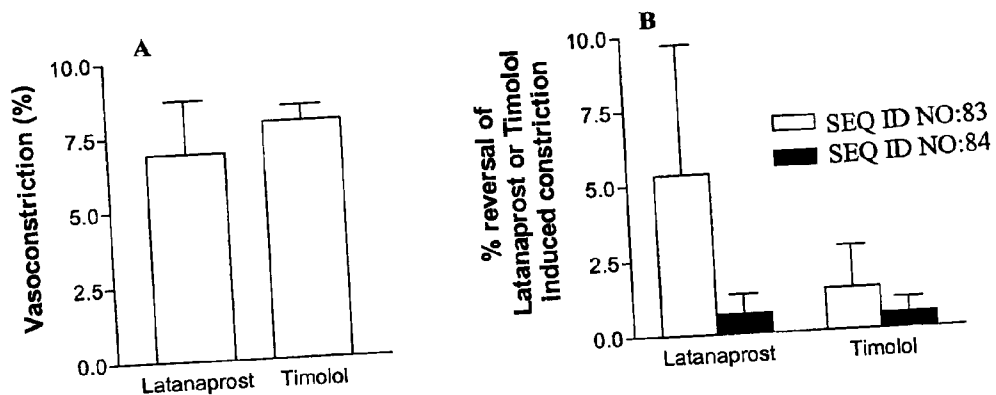 A
Vasoconstriction (%)
10.0
7.5
5.0
2.5
0.0
Latanaprost Timolol
B
% reversal of
Latanaprost or Timolol
induced constriction
10.0
7.5
5.0
2.5
0.0
SEQ ID NO:83
SEQ ID NO:84
Latanaprost Timolol